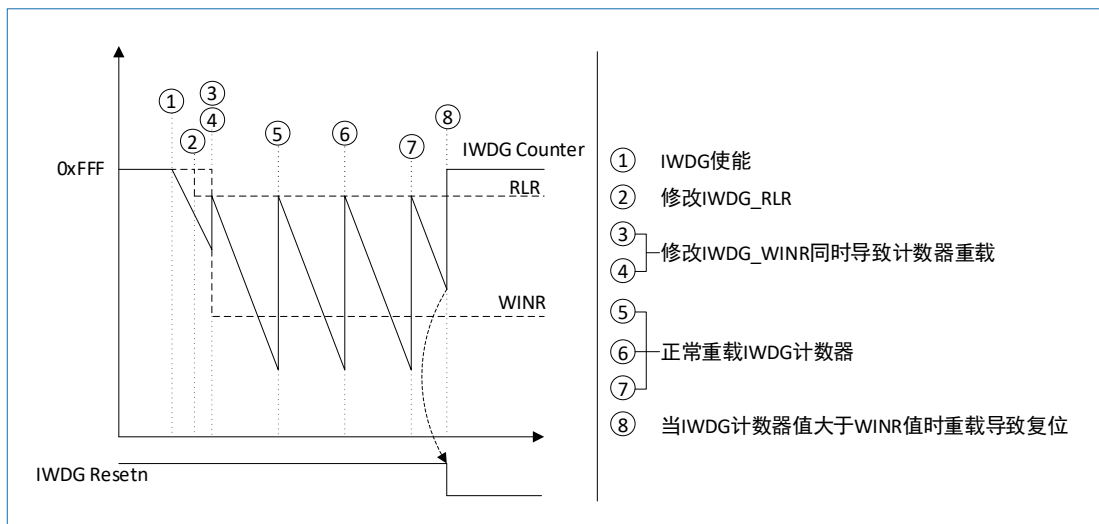 ③
①
④
⑧
②
⑤
⑥
⑦
IWDG Counter
0xFFF
RLR
WINR
IWDG Resetn
① IWDG使能
② 修改IWDG_RLR
③
修改IWDG_WINR同时导致计数器重载
④
⑤
⑥ 正常重载IWDG计数器
⑦
⑧ 当IWDG计数器值大于WINR值时重载导致复位